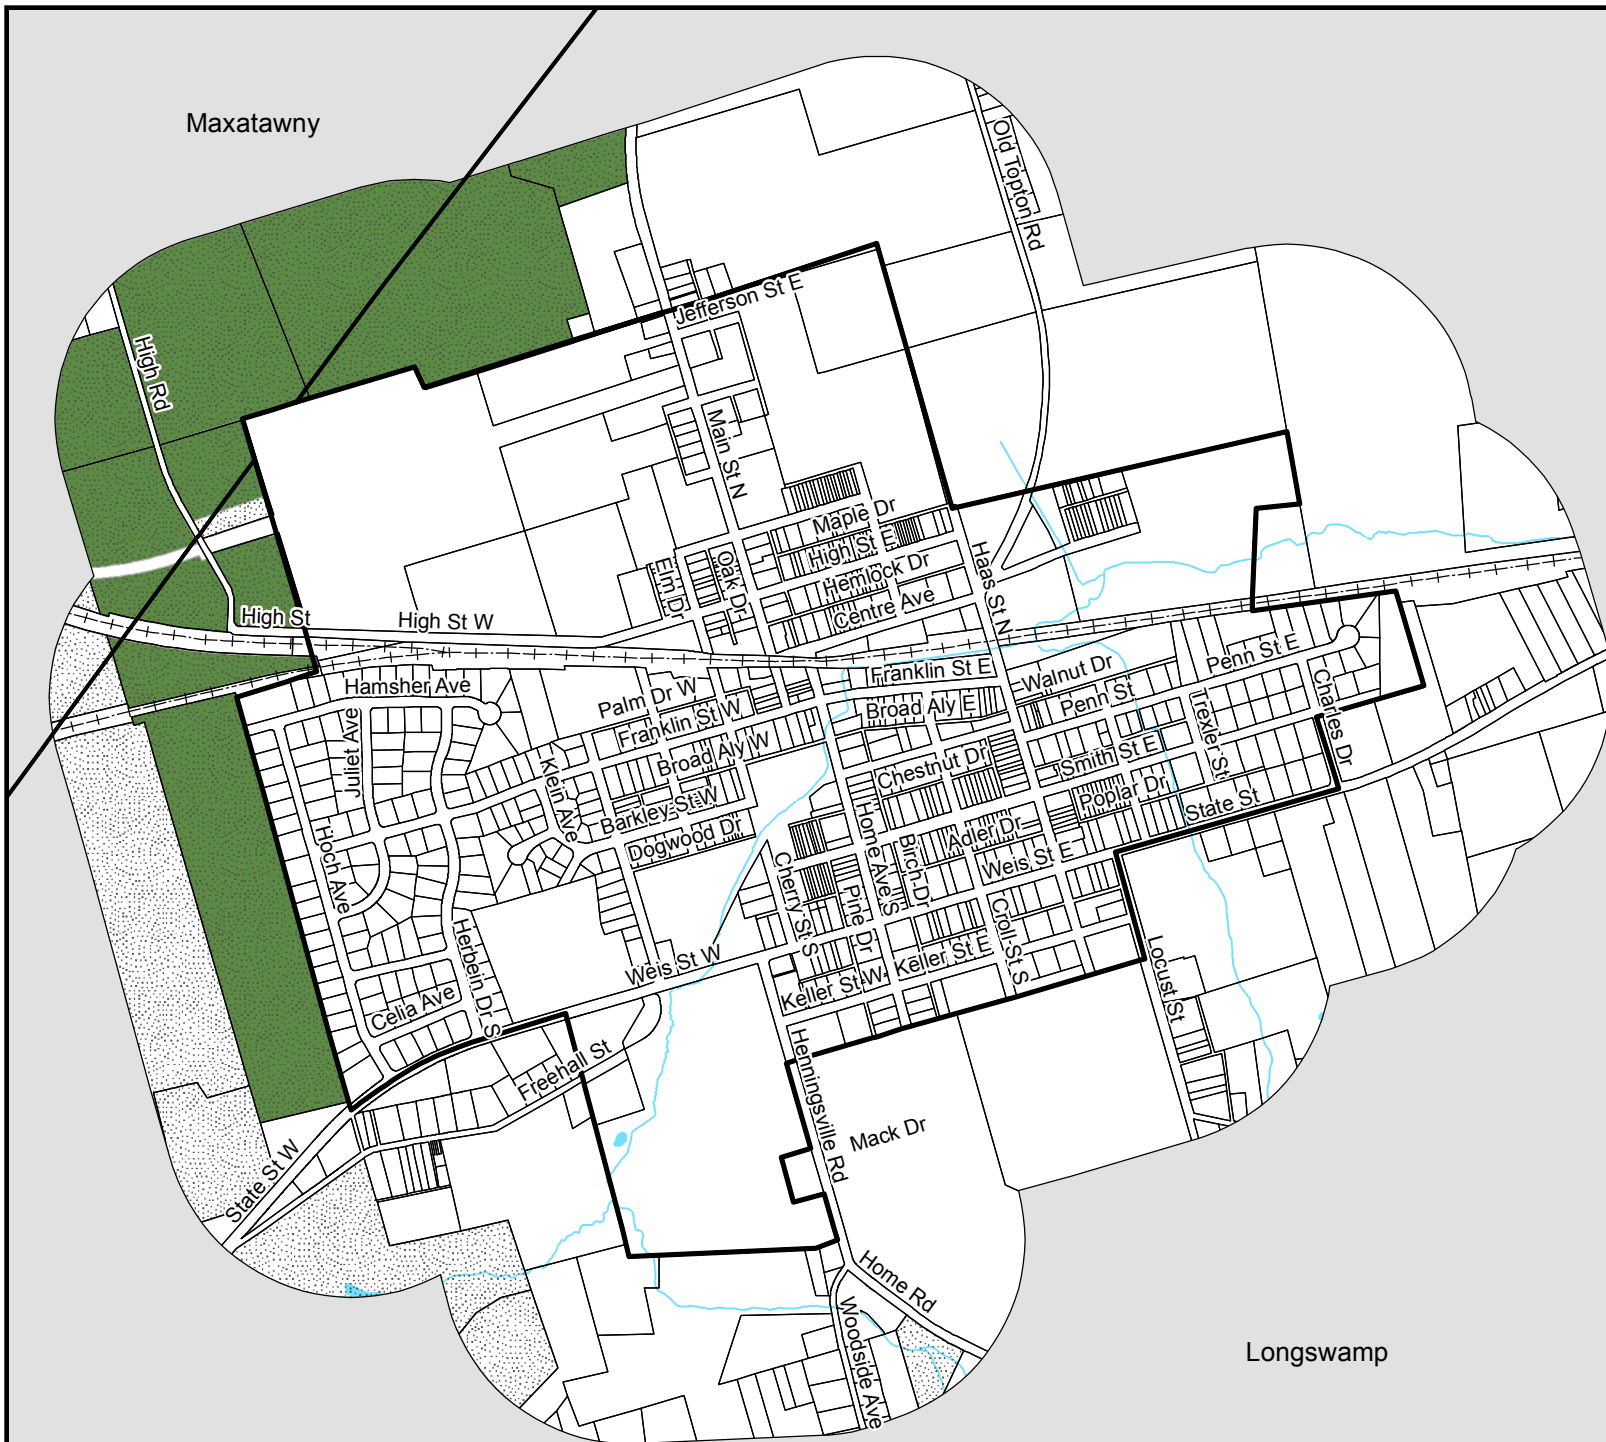 Maxatawny
Old Topton Rd
Jefferson St E
High Rd
Main St N
Maple Dr
High St E
Hemlock Dr
Centre Ave
Haas St N
Elm Dr
Oak Dr
High St
High St W
Franklin St E
Walnut Dr
Penn St E
Hamsher Ave
Palm Dr W
Franklin St W
Broad Aly E
Penn St
Trexler St
Charles Dr
Juliet Ave
Broad Aly W
Klein Ave
Chestnut Dr
Smith St E
Poplar Dr
State St
Barkley St W
Dogwood Dr
Hoch Ave
Home Ave S
Birch Dr
Adler Dr
Weis St E
Cherry St S
Pine Dr
Croll St S
Herbein Dr S
Weis St W
Keller St E
Keller St W
Locust St
Celia Ave
Freehall St
Henningsville Rd
Mack Dr
State St W
Home Rd
Woodside Ave
Longswamp